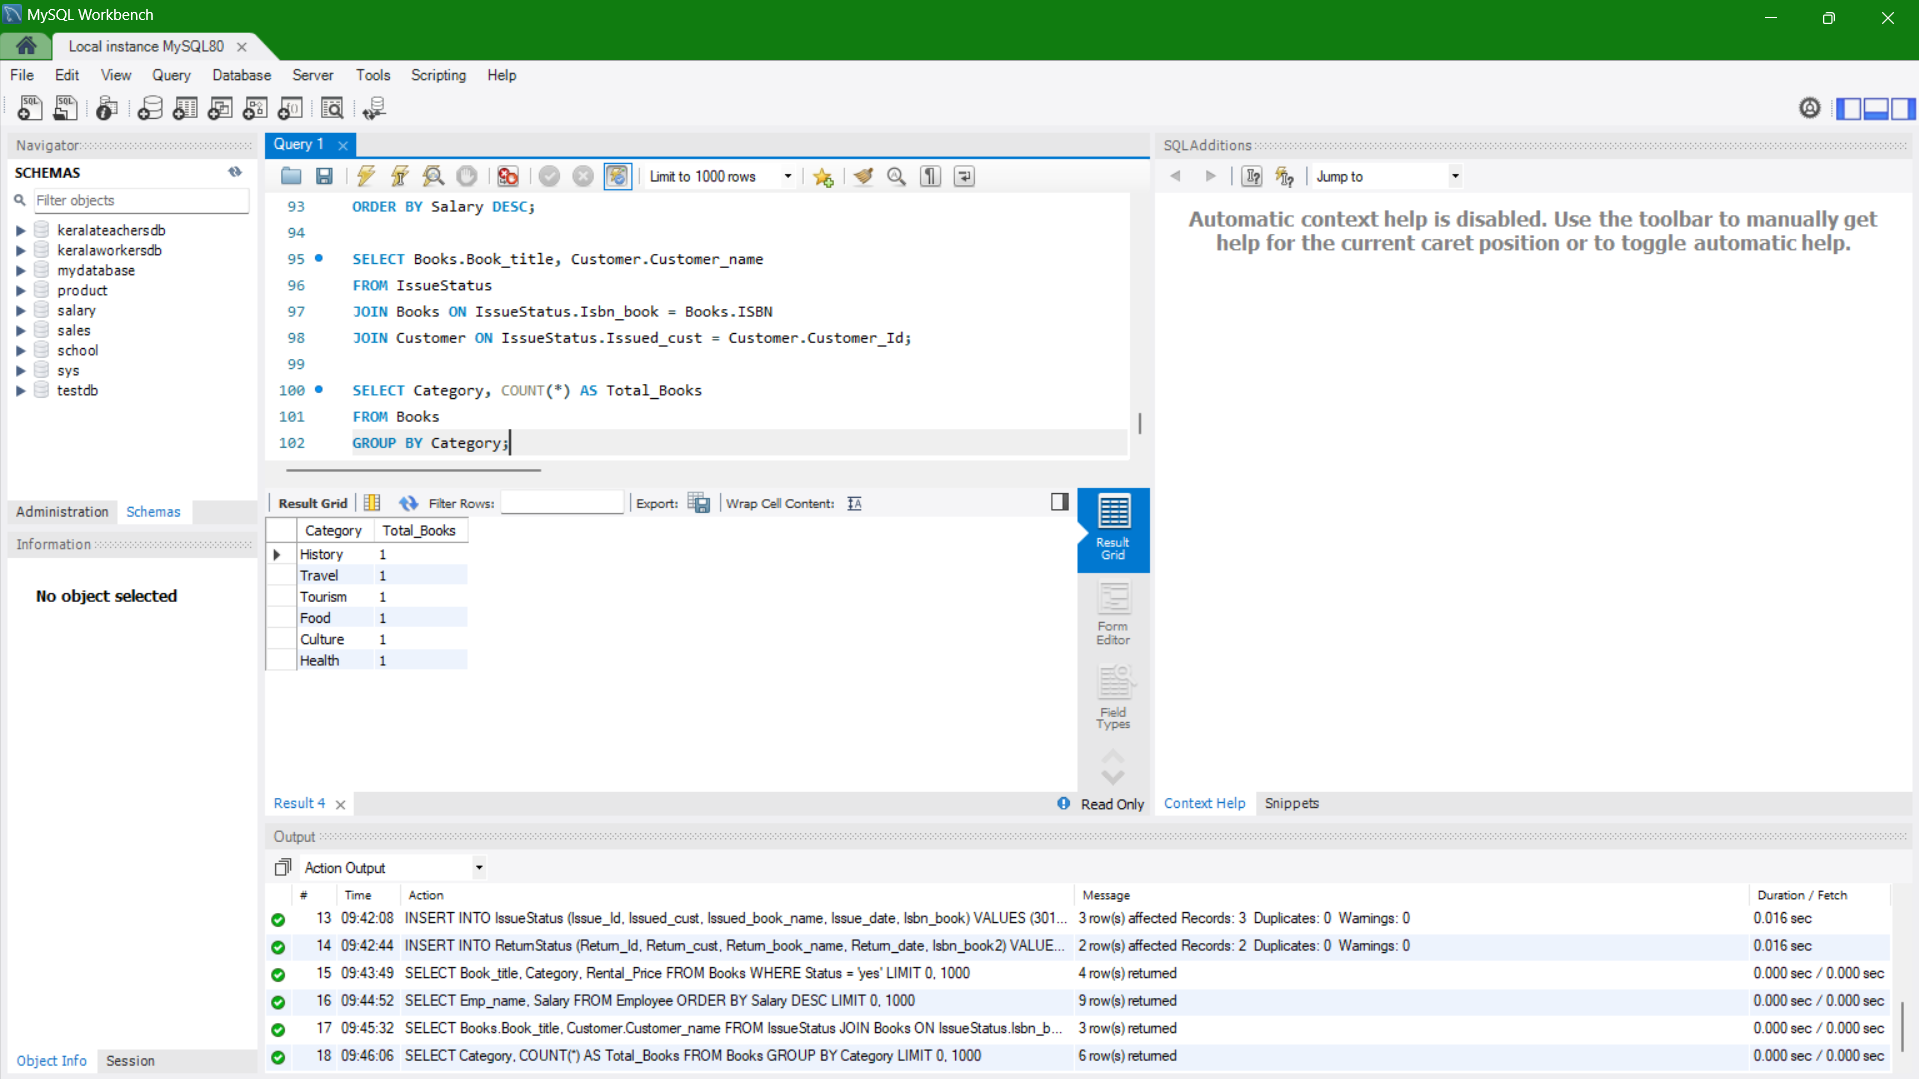 MySQL Workbench
Local instance MySQL80
File Edit View Query Database Server Tools Scripting Help
Navigator
SCHEMAS
Filter objects
keralateachersdb
keralaworkersdb
mydatabase
product
salary
sales
school
sys
testdb
Administration Schemas
Information
No object selected
Object Info Session
Query 1
Limit to 1000 rows
93 ORDER BY Salary DESC;
94
95 SELECT Books.Book_title, Customer.Customer_name
96 FROM IssueStatus
97 JOIN Books ON IssueStatus.Isbn_book = Books.ISBN
98 JOIN Customer ON IssueStatus.Issued_cust = Customer.Customer_Id;
99
100 SELECT Category, COUNT(*) AS Total_Books
101 FROM Books
102 GROUP BY Category;
Result Grid Filter Rows: Export: Wrap Cell Content:
Category Total_Books
History 1
Travel 1
Tourism 1
Food 1
Culture 1
Health 1
Result Grid
Form Editor
Field Types
Result 4 Read Only
SQLAdditions
Jump to
Automatic context help is disabled. Use the toolbar to manually get
help for the current caret position or to toggle automatic help.
Context Help Snippets
Output
Action Output
# Time Action Message Duration / Fetch
13 09:42:08 INSERT INTO IssueStatus (Issue_Id, Issued_cust, Issued_book_name, Issue_date, Isbn_book) VALUES (301... 3 row(s) affected Records: 3 Duplicates: 0 Warnings: 0 0.016 sec
14 09:42:44 INSERT INTO ReturnStatus (Return_Id, Return_cust, Return_book_name, Return_date, Isbn_book2) VALUE... 2 row(s) affected Records: 2 Duplicates: 0 Warnings: 0 0.016 sec
15 09:43:49 SELECT Book_title, Category, Rental_Price FROM Books WHERE Status = 'yes' LIMIT 0, 1000 4 row(s) returned 0.000 sec / 0.000 sec
16 09:44:52 SELECT Emp_name, Salary FROM Employee ORDER BY Salary DESC LIMIT 0, 1000 9 row(s) returned 0.000 sec / 0.000 sec
17 09:45:32 SELECT Books.Book_title, Customer.Customer_name FROM IssueStatus JOIN Books ON IssueStatus.Isbn_b... 3 row(s) returned 0.000 sec / 0.000 sec
18 09:46:06 SELECT Category, COUNT(*) AS Total_Books FROM Books GROUP BY Category LIMIT 0, 1000 6 row(s) returned 0.000 sec / 0.000 sec